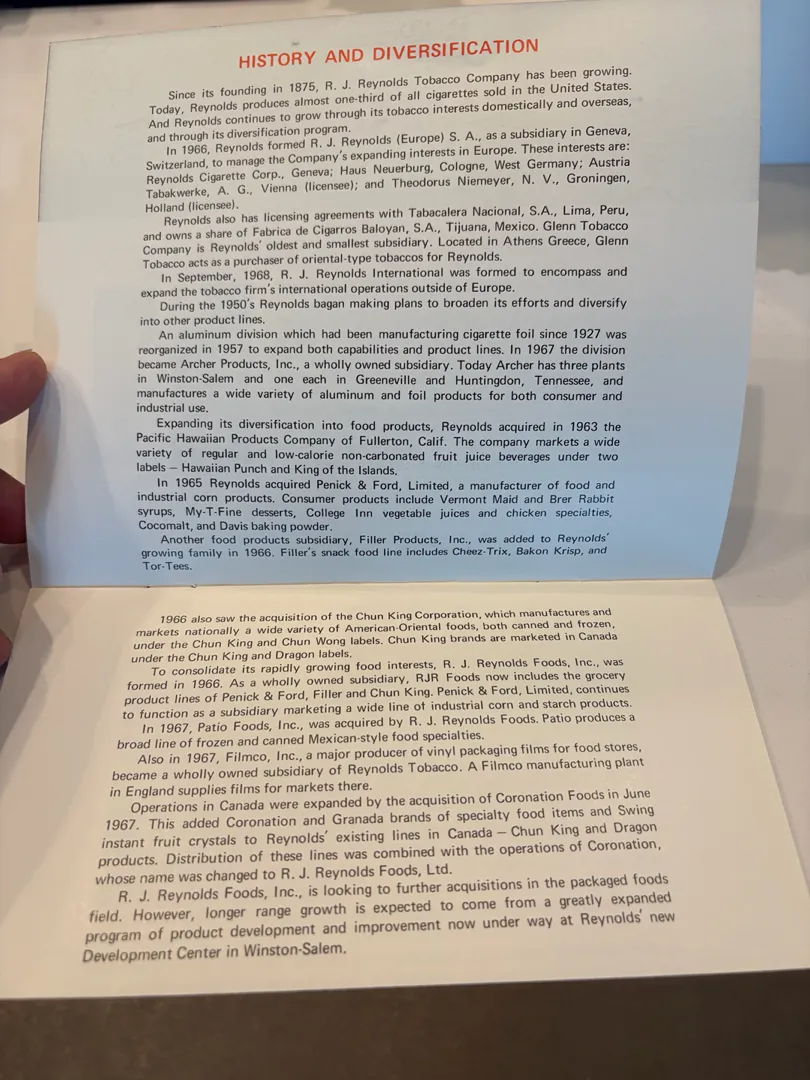 HISTORY AND DIVERSIFICATION
Since its founding in 1875, R. J. Reynolds Tobacco Company has been growing.
Today, Reynolds produces almost one-third of all cigarettes sold in the United States.
And Reynolds continues to grow through its tobacco interests domestically and overseas,
and through its diversification program.
In 1966, Reynolds formed R. J. Reynolds (Europe) S. A., as a subsidiary in Geneva,
Switzerland, to manage the Company's expanding interests in Europe. These interests are:
Reynolds Cigarette Corp., Geneva; Haus Neuerburg, Cologne, West Germany; Austria
Tabakwerke, A. G., Vienna (licensee); and Theodorus Niemeyer, N. V., Groningen,
Holland (licensee).
Reynolds also has licensing agreements with Tabacalera Nacional, S.A., Lima, Peru,
and owns a share of Fabrica de Cigarros Baloyan, S.A., Tijuana, Mexico. Glenn Tobacco
Company is Reynolds' oldest and smallest subsidiary. Located in Athens Greece, Glenn
Tobacco acts as a purchaser of oriental-type tobaccos for Reynolds.
In September, 1968, R. J. Reynolds International was formed to encompass and
expand the tobacco firm's international operations outside of Europe.
During the 1950's Reynolds bagan making plans to broaden its efforts and diversify
into other product lines.
An aluminum division which had been manufacturing cigarette foil since 1927 was
reorganized in 1957 to expand both capabilities and product lines. In 1967 the division
became Archer Products, Inc., a wholly owned subsidiary. Today Archer has three plants
in Winston-Salem and one each in Greeneville and Huntingdon, Tennessee, and
manufactures a wide variety of aluminum and foil products for both consumer and
industrial use.
Expanding its diversification into food products, Reynolds acquired in 1963 the
Pacific Hawaiian Products Company of Fullerton, Calif. The company markets a wide
variety of regular and low-calorie non-carbonated fruit juice beverages under two
labels — Hawaiian Punch and King of the Islands.
In 1965 Reynolds acquired Penick & Ford, Limited, a manufacturer of food and
industrial corn products. Consumer products include Vermont Maid and Brer Rabbit
syrups, My-T-Fine desserts, College Inn vegetable juices and chicken specialties,
Cocomalt, and Davis baking powder.
Another food products subsidiary, Filler Products, Inc., was added to Reynolds'
growing family in 1966. Filler's snack food line includes Cheez-Trix, Bakon Krisp, and
Tor-Tees.
1966 also saw the acquisition of the Chun King Corporation, which manufactures and
markets nationally a wide variety of American-Oriental foods, both canned and frozen,
under the Chun King and Chun Wong labels. Chun King brands are marketed in Canada
under the Chun King and Dragon labels.
To consolidate its rapidly growing food interests, R. J. Reynolds Foods, Inc., was
formed in 1966. As a wholly owned subsidiary, RJR Foods now includes the grocery
product lines of Penick & Ford, Filler and Chun King. Penick & Ford, Limited, continues
to function as a subsidiary marketing a wide line of industrial corn and starch products.
In 1967, Patio Foods, Inc., was acquired by R. J. Reynolds Foods. Patio produces a
broad line of frozen and canned Mexican-style food specialties.
Also in 1967, Filmco, Inc., a major producer of vinyl packaging films for food stores,
became a wholly owned subsidiary of Reynolds Tobacco. A Filmco manufacturing plant
in England supplies films for markets there.
Operations in Canada were expanded by the acquisition of Coronation Foods in June
1967. This added Coronation and Granada brands of specialty food items and Swing
instant fruit crystals to Reynolds' existing lines in Canada — Chun King and Dragon
products. Distribution of these lines was combined with the operations of Coronation,
whose name was changed to R. J. Reynolds Foods, Ltd.
R. J. Reynolds Foods, Inc., is looking to further acquisitions in the packaged foods
field. However, longer range growth is expected to come from a greatly expanded
program of product development and improvement now under way at Reynolds' new
Development Center in Winston-Salem.